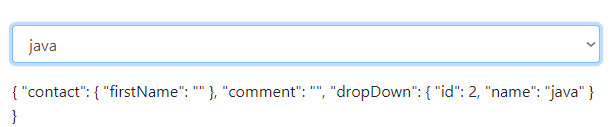 java
{ "contact": { "firstName": "" }, "comment": "", "dropDown": { "id": 2, "name": "java" }
}